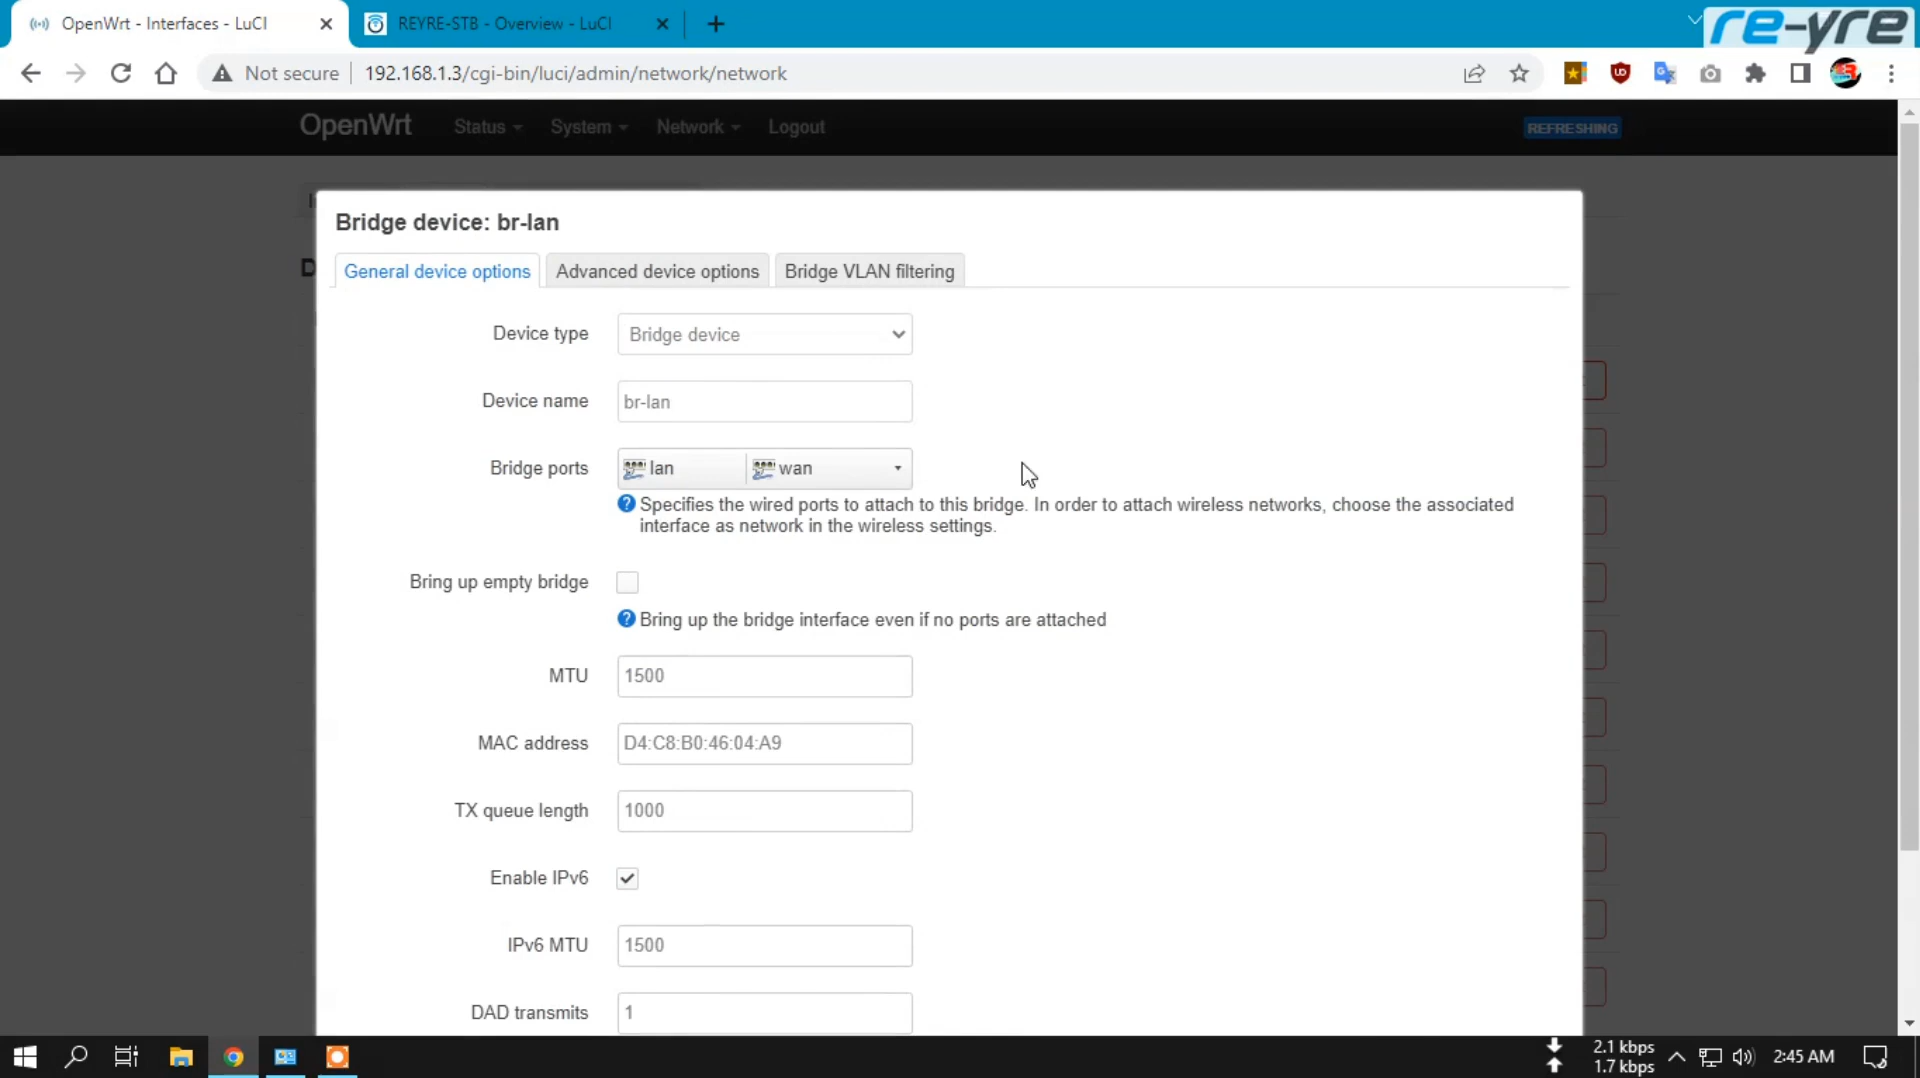 OpenWrt - Interfaces - LuCI
REYRE-STB - Overview - LuCI
re-yre
Not secure
192.168.1.3/cgi-bin/luci/admin/network/network
OpenWrt
Status
System
Network
Logout
REFRESHING
Bridge device: br-lan
General device options
Advanced device options
Bridge VLAN filtering
Device type
Bridge device
Device name
br-lan
Bridge ports
lan
wan
Specifies the wired ports to attach to this bridge. In order to attach wireless networks, choose the associated
interface as network in the wireless settings.
Bring up empty bridge
Bring up the bridge interface even if no ports are attached
MTU
1500
MAC address
D4:C8:B0:46:04:A9
TX queue length
1000
Enable IPv6
IPv6 MTU
1500
DAD transmits
1
2.1 kbps
1.7 kbps
2:45 AM